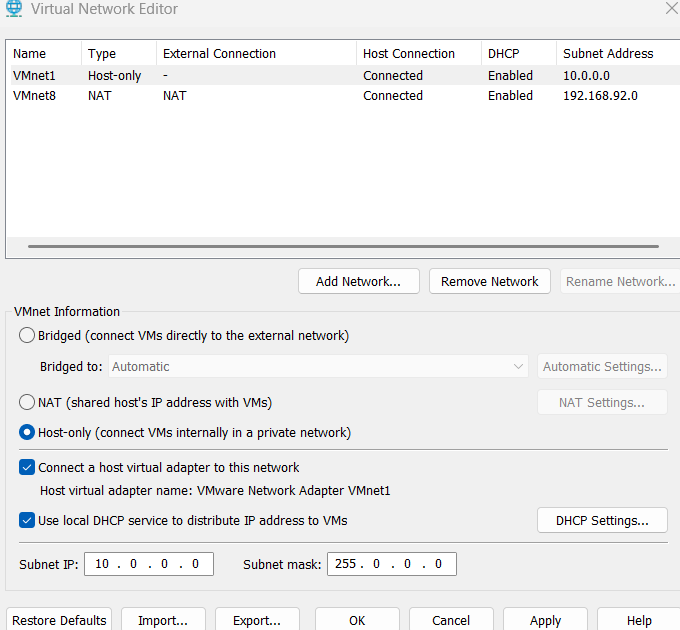 Virtual Network Editor
Name Type External Connection Host Connection DHCP Subnet Address
VMnet1 Host-only - Connected Enabled 10.0.0.0
VMnet8 NAT NAT Connected Enabled 192.168.92.0
Add Network... Remove Network Rename Network...
VMnet Information
Bridged (connect VMs directly to the external network)
Bridged to: Automatic Automatic Settings...
NAT (shared host's IP address with VMs) NAT Settings...
Host-only (connect VMs internally in a private network)
Connect a host virtual adapter to this network
Host virtual adapter name: VMware Network Adapter VMnet1
Use local DHCP service to distribute IP address to VMs DHCP Settings...
Subnet IP: 10 . 0 . 0 . 0 Subnet mask: 255 . 0 . 0 . 0
Restore Defaults Import... Export... OK Cancel Apply Help